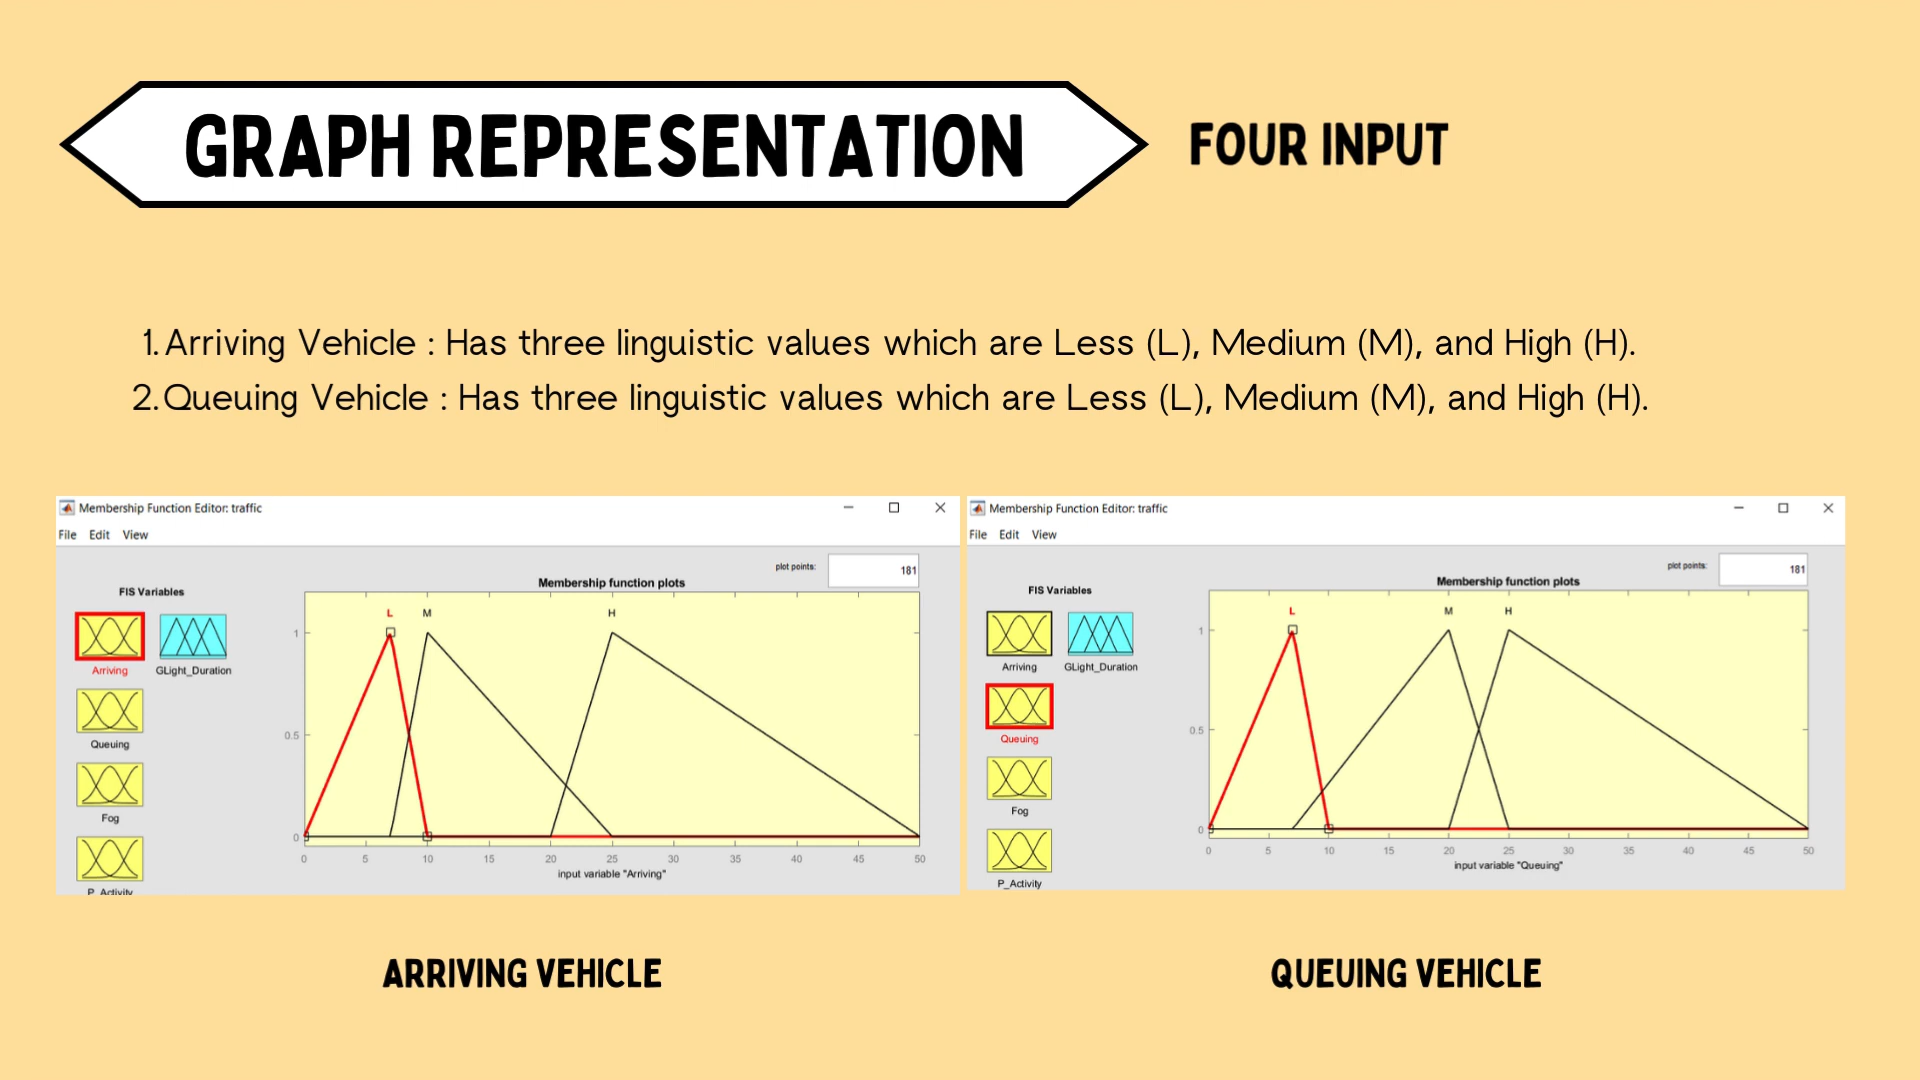 GRAPH REPRESENTATION
FOUR INPUT
1. Arriving Vehicle : Has three linguistic values which are Less (L), Medium (M), and High (H).
2. Queuing Vehicle : Has three linguistic values which are Less (L), Medium (M), and High (H).
Membership Function Editor: traffic
File Edit View
plot points: 181
FIS Variables
Membership function plots
L M H
1
0.5
0
0 5 10 15 20 25 30 35 40 45 50
input variable "Arriving"
Arriving GLight_Duration
Queuing
Fog
P_Activity
Membership Function Editor: traffic
File Edit View
plot points: 181
FIS Variables
Membership function plots
L M H
1
0.5
0
0 5 10 15 20 25 30 35 40 45 50
input variable "Queuing"
Arriving GLight_Duration
Queuing
Fog
P_Activity
ARRIVING VEHICLE
QUEUING VEHICLE